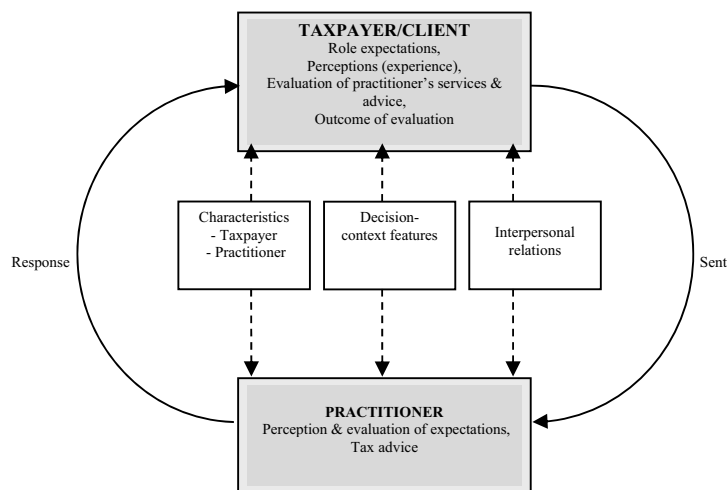 TAXPAYER/CLIENT
Role expectations,
Perceptions (experience),
Evaluation of practitioner's services &
advice,
Outcome of evaluation
Characteristics
- Taxpayer
- Practitioner
Decision-
context features
Interpersonal
relations
Response
Sent
PRACTITIONER
Perception & evaluation of expectations,
Tax advice